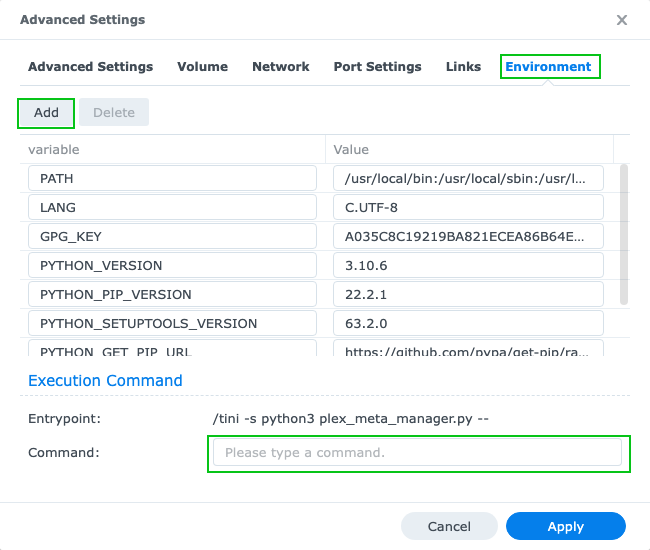 Advanced Settings
Advanced Settings Volume Network Port Settings Links Environment
Add Delete
variable Value
PATH /usr/local/bin:/usr/local/sbin:/usr/l...
LANG C.UTF-8
GPG_KEY A035C8C19219BA821ECEA86B64E...
PYTHON_VERSION 3.10.6
PYTHON_PIP_VERSION 22.2.1
PYTHON_SETUPTOOLS_VERSION 63.2.0
PYTHON_GET_PIP_URL https://github.com/pypa/get-pip/ra...
Execution Command
Entrypoint: /tini -s python3 plex_meta_manager.py --
Command: Please type a command.
Cancel Apply